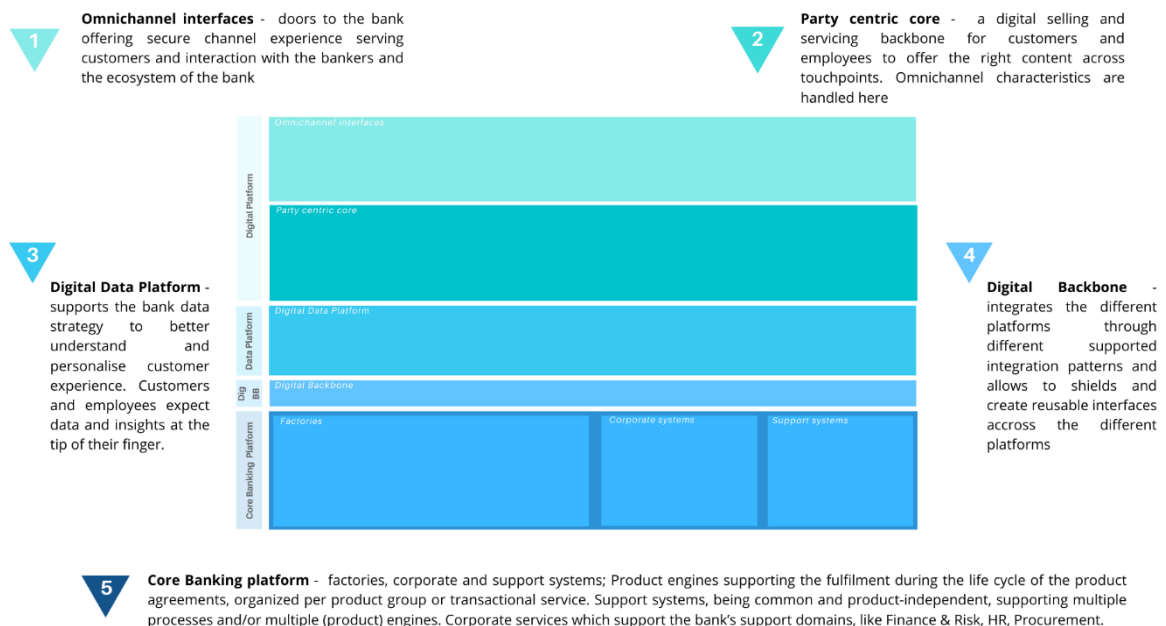 1
Omnichannel interfaces - doors to the bank
offering secure channel experience serving
customers and interaction with the bankers and
the ecosystem of the bank
2
Party centric core - a digital selling and
servicing backbone for customers and
employees to offer the right content across
touchpoints. Omnichannel characteristics are
handled here
Digital Platform
Omnichannel interfaces
Party centric core
3
Digital Data Platform -
supports the bank data
strategy to better
understand and
personalise customer
experience. Customers
and employees expect
data and insights at the
tip of their finger.
Data Platform
Digital Data Platform
Dig
BB
Digital Backbone
Core Banking Platform
Factories
Corporate systems
Support systems
4
Digital Backbone -
integrates the different
platforms through
different supported
integration patterns and
allows to shields and
create reusable interfaces
accross the different
platforms
5
Core Banking platform - factories, corporate and support systems; Product engines supporting the fulfilment during the life cycle of the product
agreements, organized per product group or transactional service. Support systems, being common and product-independent, supporting multiple
processes and/or multiple (product) engines. Corporate services which support the bank's support domains, like Finance & Risk, HR, Procurement.